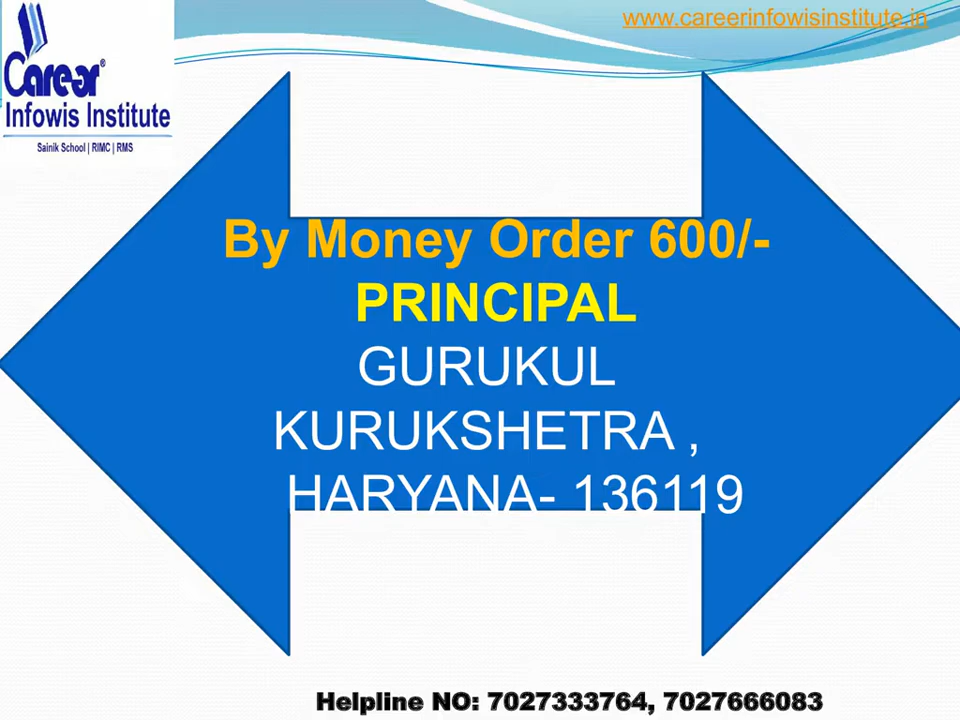 www.careerinfowisinstitute.in
Career®
Infowis Institute
Sainik School | RIMC | RMS
By Money Order 600/-
PRINCIPAL
GURUKUL
KURUKSHETRA ,
HARYANA- 136119
Helpline NO: 7027333764, 7027666083